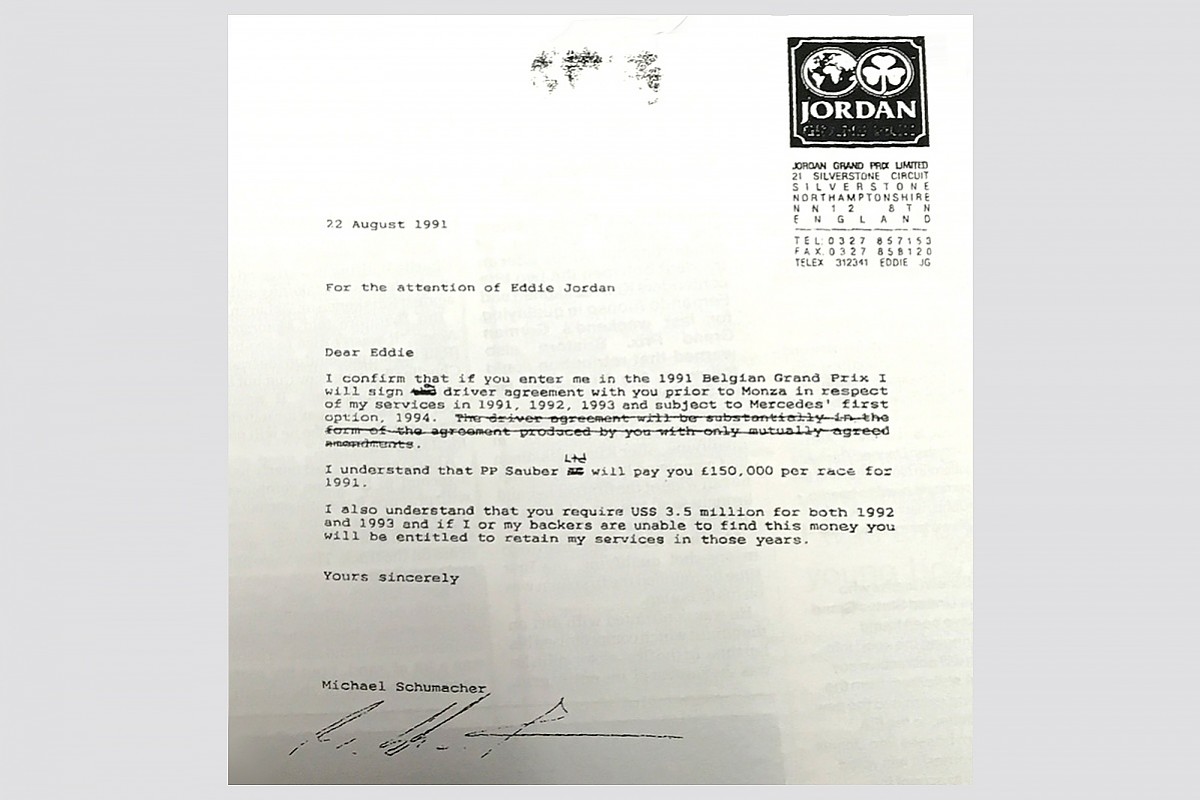 JORDAN
JORDAN GRAND PRIX LIMITED
21 SILVERSTONE CIRCUIT
SILVERSTONE
NORTHAMPTONSHIRE
NN12 8TN
ENGLAND
TEL: 0327 857153
FAX: 0327 858120
TELEX 312341 EDDIE JG
22 August 1991
For the attention of Eddie Jordan
Dear Eddie
I confirm that if you enter me in the 1991 Belgian Grand Prix I
will sign driver agreement with you prior to Monza in respect
of my services in 1991, 1992, 1993 and subject to Mercedes' first
option, 1994. The driver agreement will be substantially in the
form of the agreement produced by you with only mutually agreed
amendments.
Ltd
I understand that PP Sauber will pay you £150,000 per race for
1991.
I also understand that you require US$ 3.5 million for both 1992
and 1993 and if I or my backers are unable to find this money you
will be entitled to retain my services in those years.
Yours sincerely
Michael Schumacher